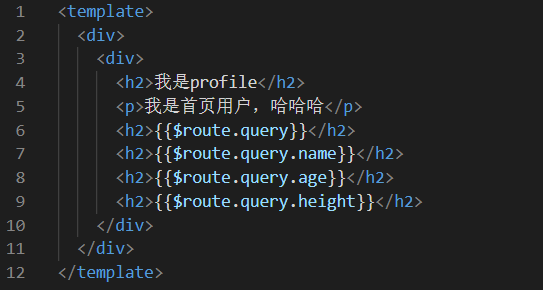 1 <template>
2 <div>
3 <div>
4 <h2>我是profile</h2>
5 <p>我是首页用户，哈哈哈</p>
6 <h2>{{$route.query}}</h2>
7 <h2>{{$route.query.name}}</h2>
8 <h2>{{$route.query.age}}</h2>
9 <h2>{{$route.query.height}}</h2>
10 </div>
11 </div>
12 </template>